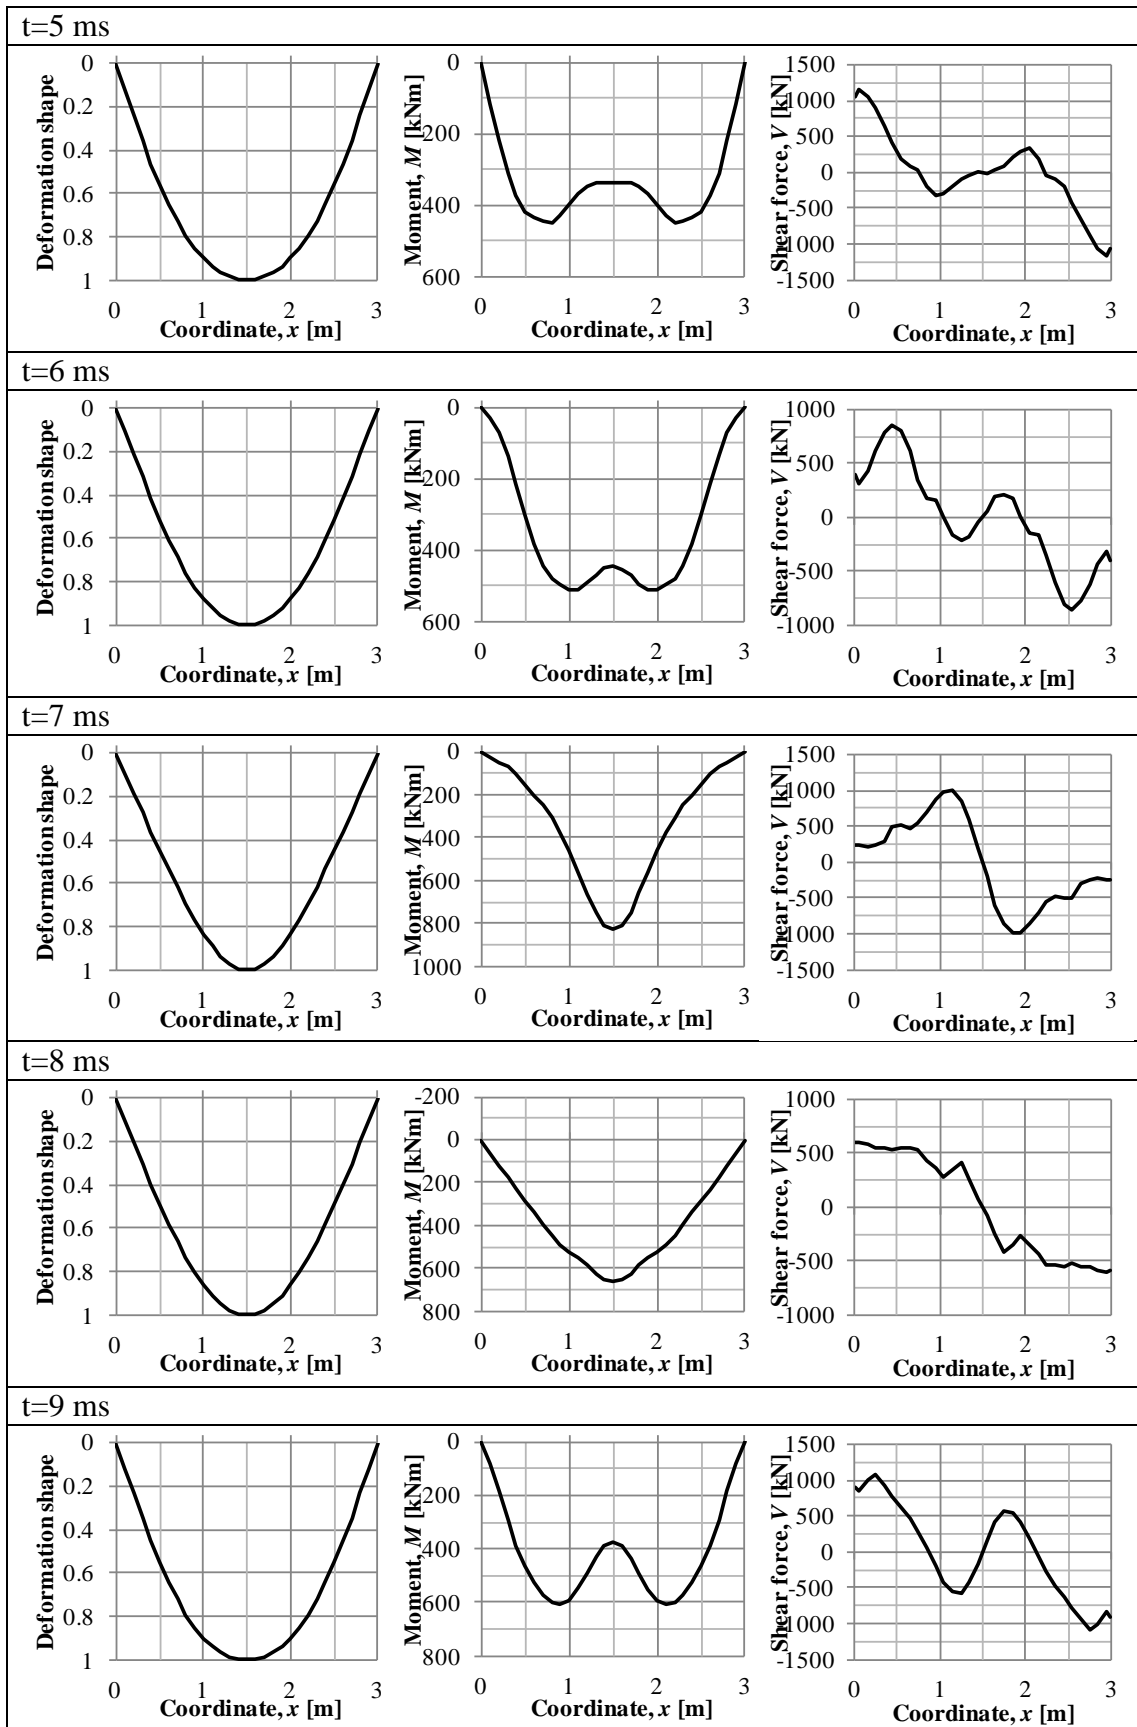 t=5 ms
Deformation shape
0
0.2
0.4
0.6
0.8
1
0 1 2 3
Coordinate, x [m]
Moment, M [kNm]
0
200
400
600
0 1 2 3
Coordinate, x [m]
Shear force, V [kN]
1500
1000
500
0
-500
-1000
-1500
0 1 2 3
Coordinate, x [m]
t=6 ms
Deformation shape
0
0.2
0.4
0.6
0.8
1
0 1 2 3
Coordinate, x [m]
Moment, M [kNm]
0
200
400
600
0 1 2 3
Coordinate, x [m]
Shear force, V [kN]
1000
500
0
-500
-1000
0 1 2 3
Coordinate, x [m]
t=7 ms
Deformation shape
0
0.2
0.4
0.6
0.8
1
0 1 2 3
Coordinate, x [m]
Moment, M [kNm]
0
200
400
600
800
1000
0 1 2 3
Coordinate, x [m]
Shear force, V [kN]
1500
1000
500
0
-500
-1000
-1500
0 1 2 3
Coordinate, x [m]
t=8 ms
Deformation shape
0
0.2
0.4
0.6
0.8
1
0 1 2 3
Coordinate, x [m]
Moment, M [kNm]
-200
0
200
400
600
800
0 1 2 3
Coordinate, x [m]
Shear force, V [kN]
1000
500
0
-500
-1000
0 1 2 3
Coordinate, x [m]
t=9 ms
Deformation shape
0
0.2
0.4
0.6
0.8
1
0 1 2 3
Coordinate, x [m]
Moment, M [kNm]
0
200
400
600
800
0 1 2 3
Coordinate, x [m]
Shear force, V [kN]
1500
1000
500
0
-500
-1000
-1500
0 1 2 3
Coordinate, x [m]